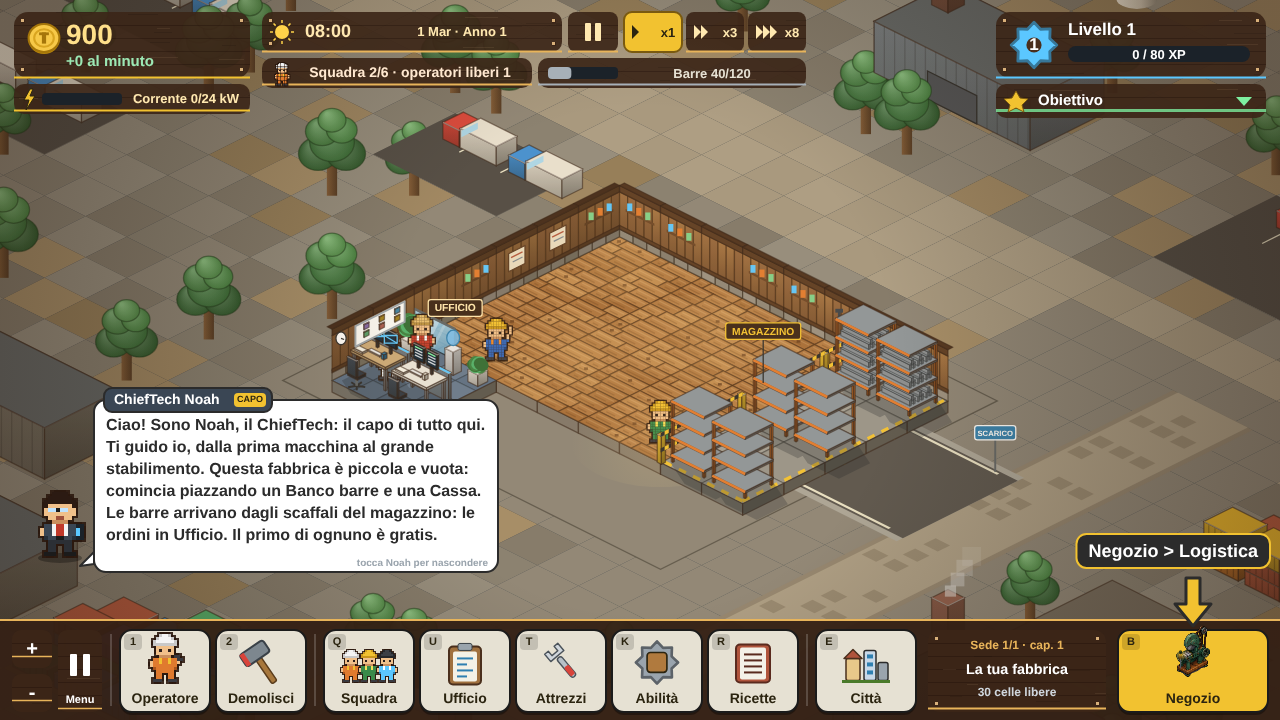 900
+0 al minuto
Corrente 0/24 kW
08:00
1 Mar · Anno 1
x1
x3
x8
Squadra 2/6 · operatori liberi 1
Barre 40/120
1
Livello 1
0 / 80 XP
Obiettivo
UFFICIO
MAGAZZINO
SCARICO
ChiefTech Noah
CAPO
Ciao! Sono Noah, il ChiefTech: il capo di tutto qui.
Ti guido io, dalla prima macchina al grande
stabilimento. Questa fabbrica è piccola e vuota:
comincia piazzando un Banco barre e una Cassa.
Le barre arrivano dagli scaffali del magazzino: le
ordini in Ufficio. Il primo di ognuno è gratis.
tocca Noah per nascondere
Negozio > Logistica
+
-
Menu
1
Operatore
2
Demolisci
Q
Squadra
U
Ufficio
T
Attrezzi
K
Abilità
R
Ricette
E
Città
Sede 1/1 · cap. 1
La tua fabbrica
30 celle libere
B
Negozio